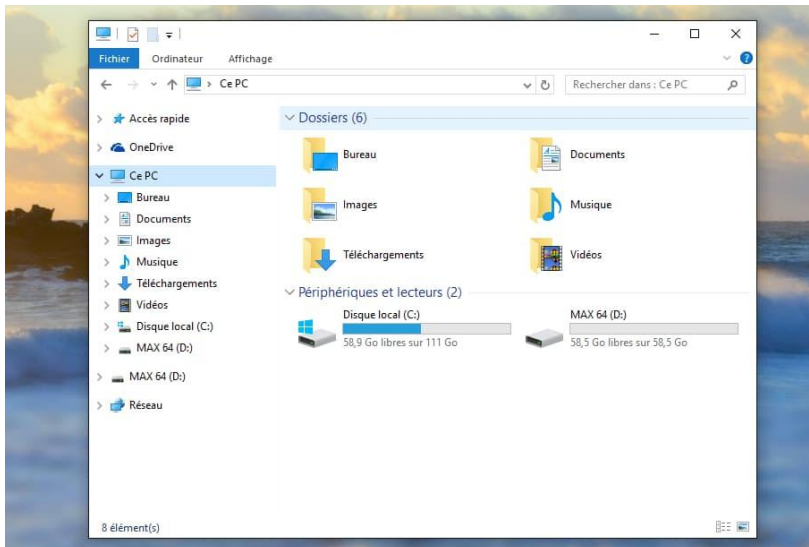 Fichier Ordinateur Affichage
Ce PC
Rechercher dans : Ce PC
Accès rapide
OneDrive
Ce PC
Bureau
Documents
Images
Musique
Téléchargements
Vidéos
Disque local (C:)
MAX 64 (D:)
MAX 64 (D:)
Réseau
Dossiers (6)
Bureau
Documents
Images
Musique
Téléchargements
Vidéos
Périphériques et lecteurs (2)
Disque local (C:)
58,9 Go libres sur 111 Go
MAX 64 (D:)
58,5 Go libres sur 58,5 Go
8 élément(s)